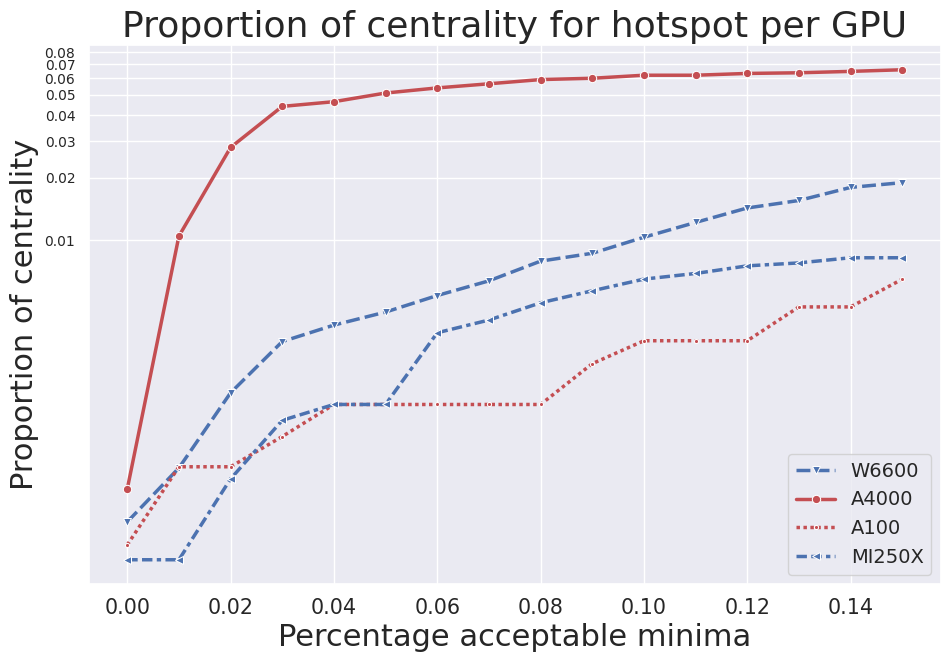 Proportion of centrality for hotspot per GPU
Proportion of centrality
0.08
0.07
0.06
0.05
0.04
0.03
0.02
0.01
W6600
A4000
A100
MI250X
0.00 0.02 0.04 0.06 0.08 0.10 0.12 0.14
Percentage acceptable minima